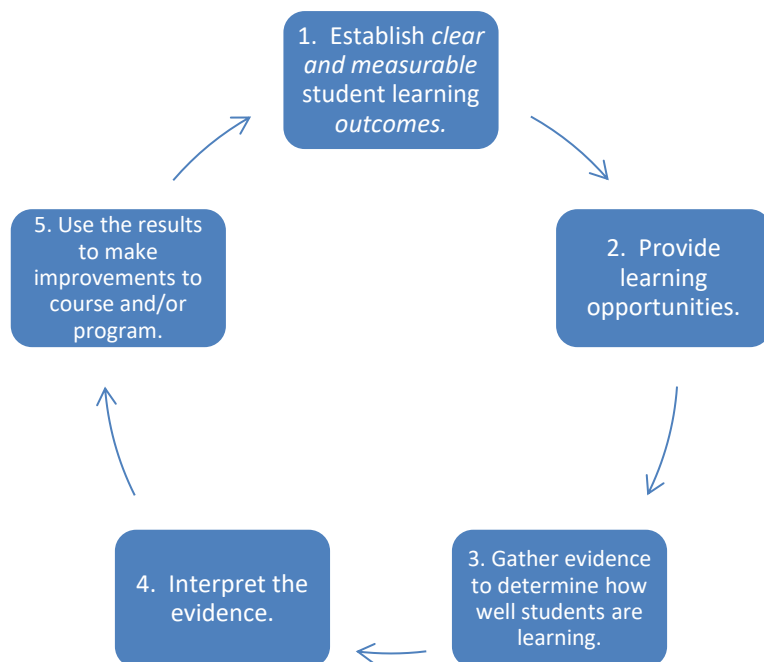 1. Establish clear
and measurable
student learning
outcomes.
2. Provide
learning
opportunities.
3. Gather evidence
to determine how
well students are
learning.
4. Interpret the
evidence.
5. Use the results
to make
improvements to
course and/or
program.